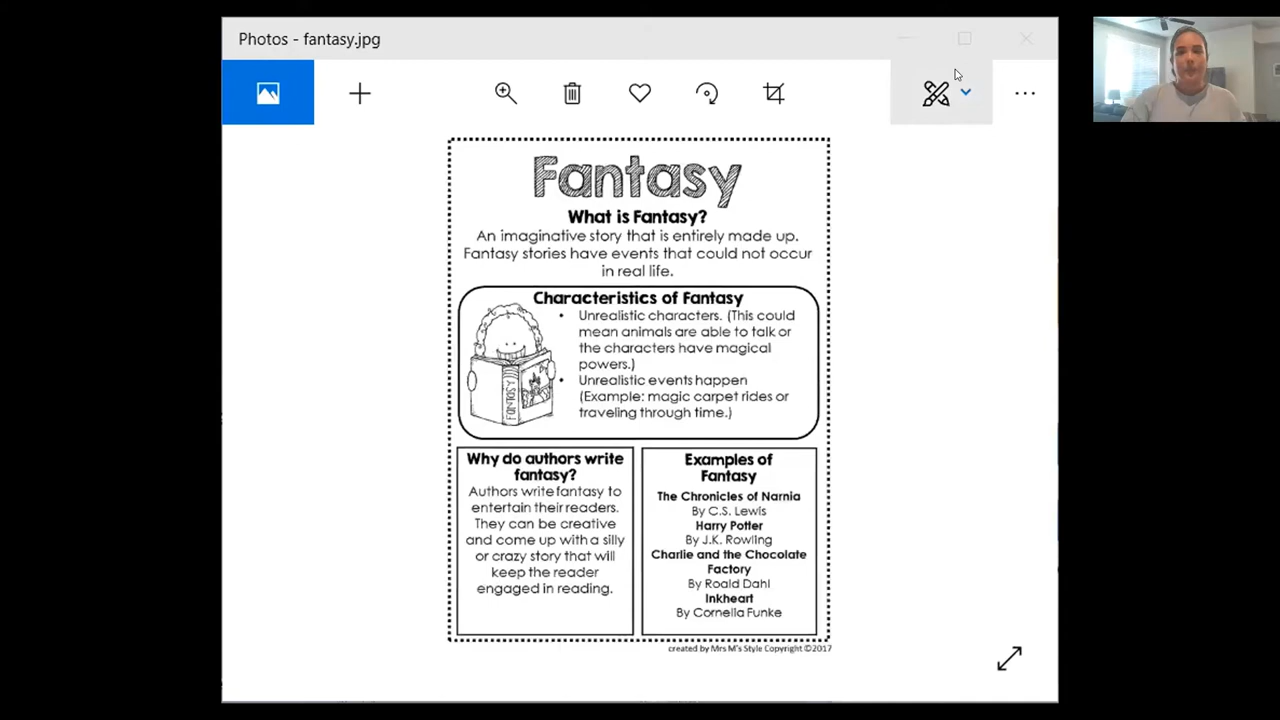 Photos - fantasy.jpg
Fantasy
What is Fantasy?
An imaginative story that is entirely made up.
Fantasy stories have events that could not occur
in real life.
Characteristics of Fantasy
• Unrealistic characters. (This could
mean animals are able to talk or
the characters have magical
powers.)
• Unrealistic events happen
(Example: magic carpet rides or
traveling through time.)
FANTASY
Why do authors write
fantasy?
Authors write fantasy to
entertain their readers.
They can be creative
and come up with a silly
or crazy story that will
keep the reader
engaged in reading.
Examples of
Fantasy
The Chronicles of Narnia
By C.S. Lewis
Harry Potter
By J.K. Rowling
Charlie and the Chocolate
Factory
By Roald Dahl
Inkheart
By Cornelia Funke
created by Mrs M's Style Copyright ©2017